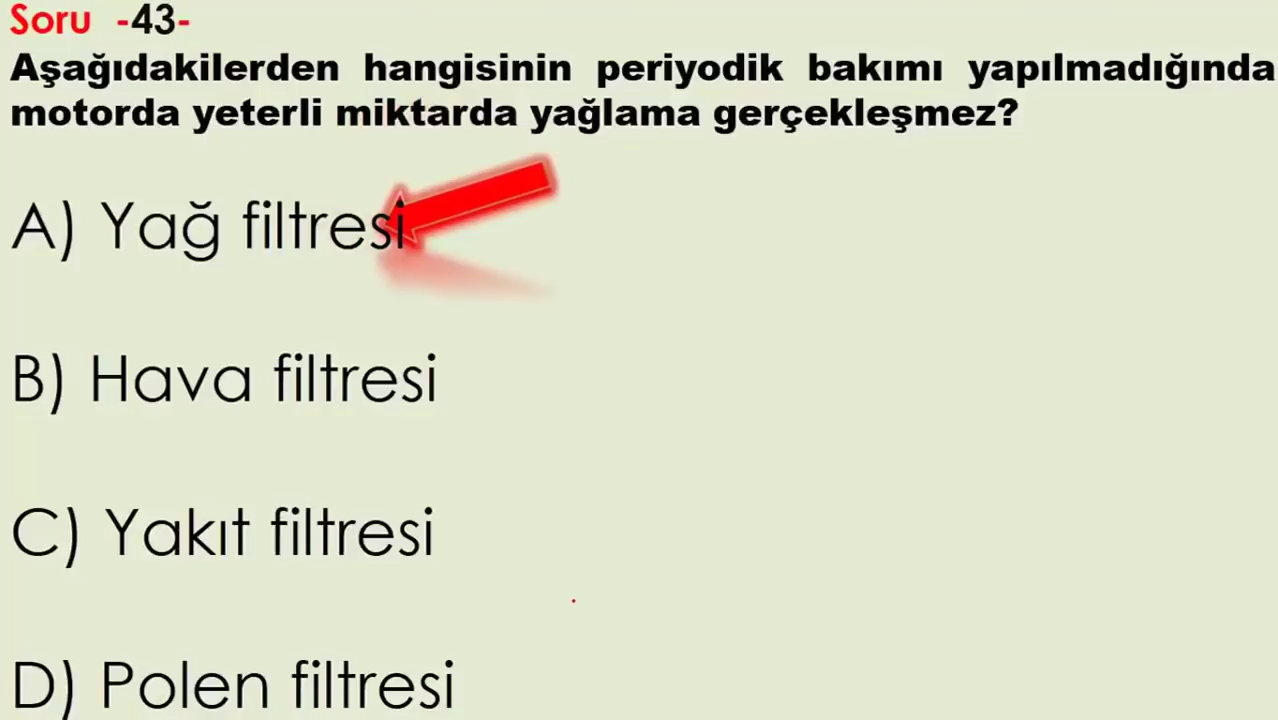 Soru -43-
Aşağıdakilerden hangisinin periyodik bakımı yapılmadığında
motorda yeterli miktarda yağlama gerçekleşmez?
A) Yağ filtresi
B) Hava filtresi
C) Yakıt filtresi
D) Polen filtresi